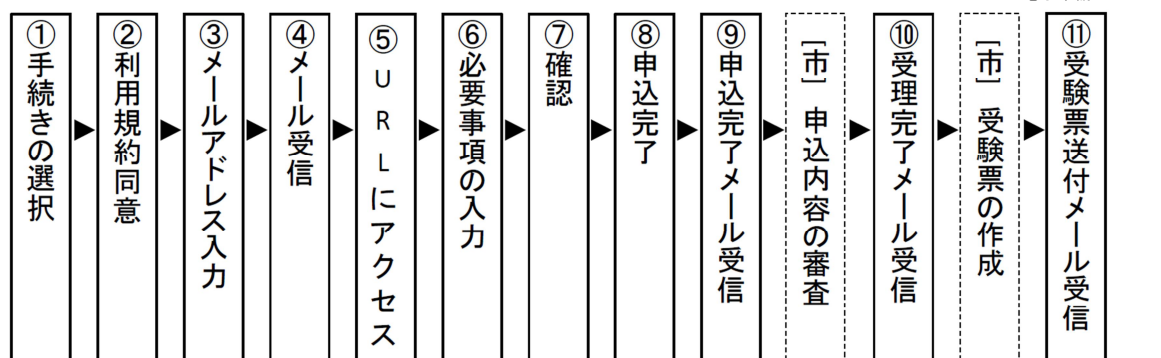 ①手続きの選択
②利用規約同意
③メールアドレス入力
④メール受信
⑤URLにアクセス
⑥必要事項の入力
⑦確認
⑧申込完了
⑨申込完了メール受信
[市] 申込内容の審査
⑩受理完了メール受信
[市] 受験票の作成
⑪受験票送付メール受信